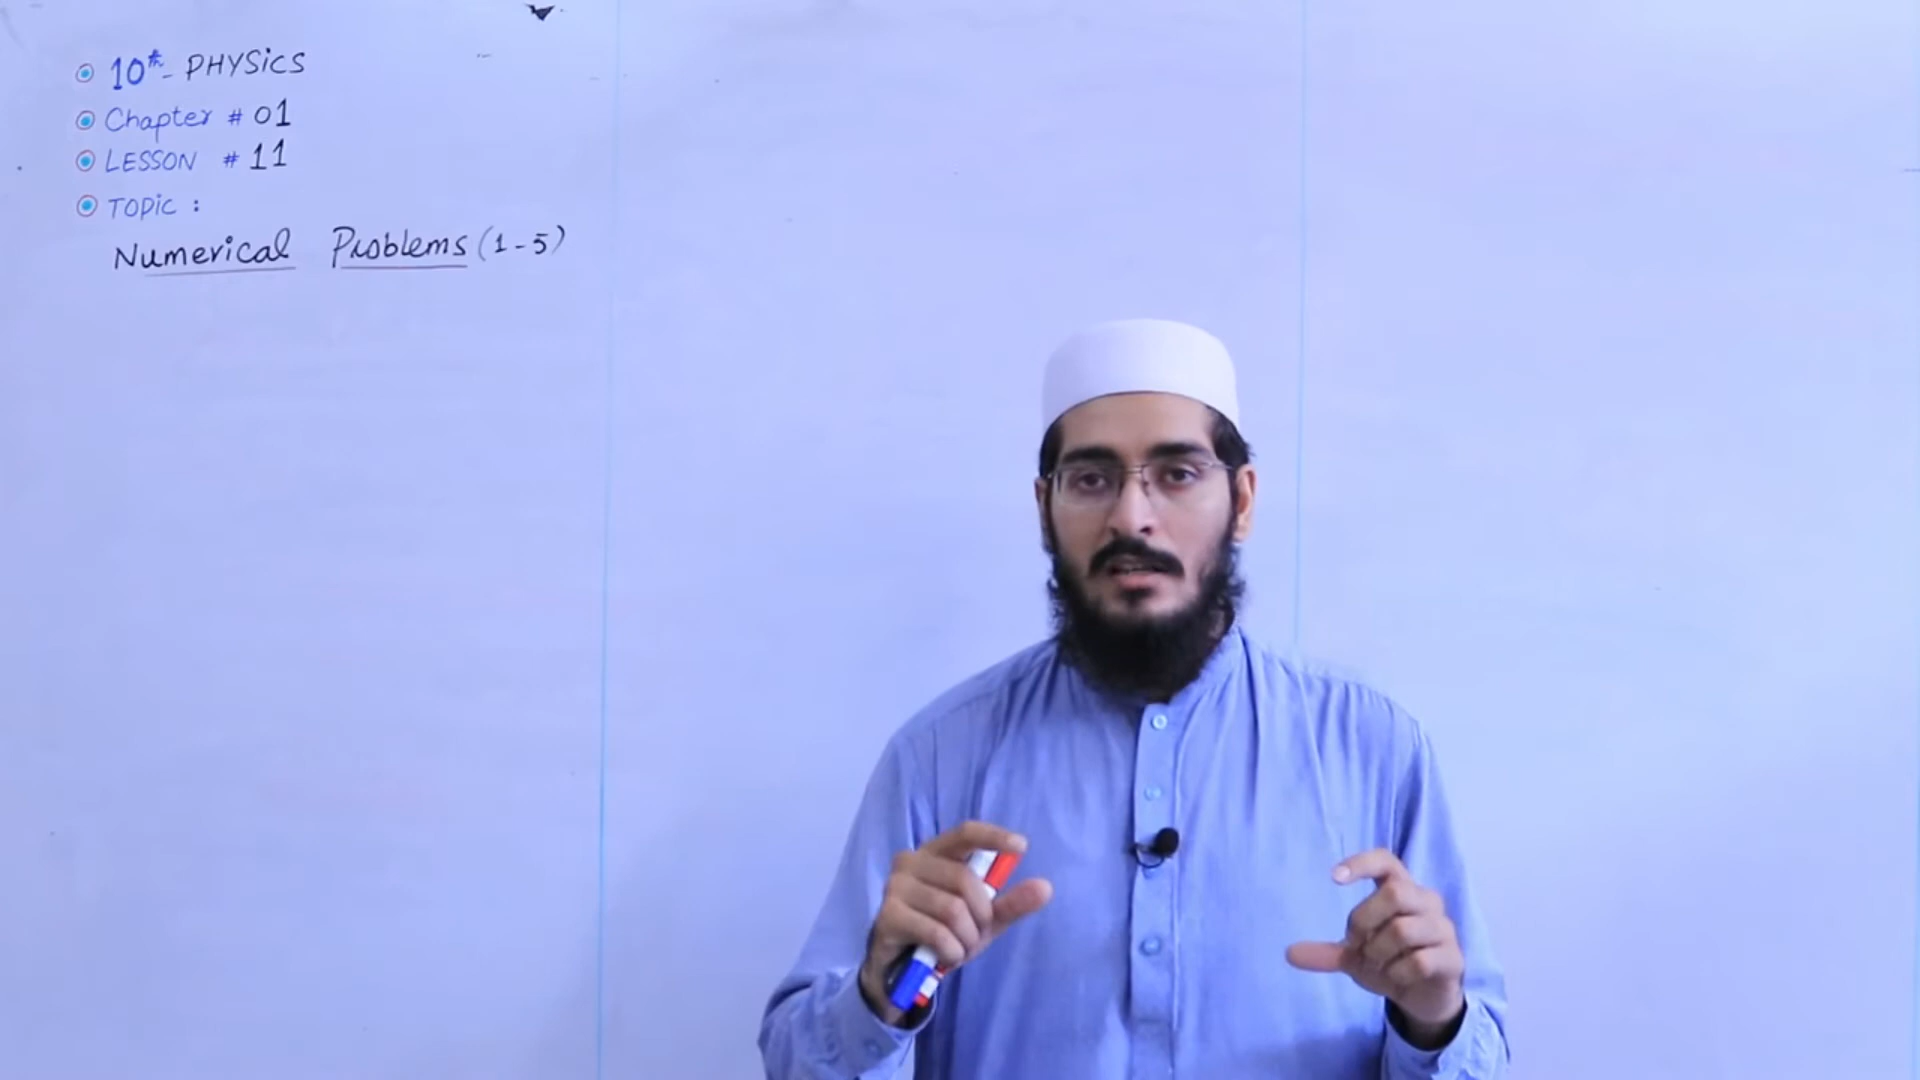 10th - PHYSICS
Chapter # 01
LESSON # 11
TOPIC :
Numerical Problems (1-5)